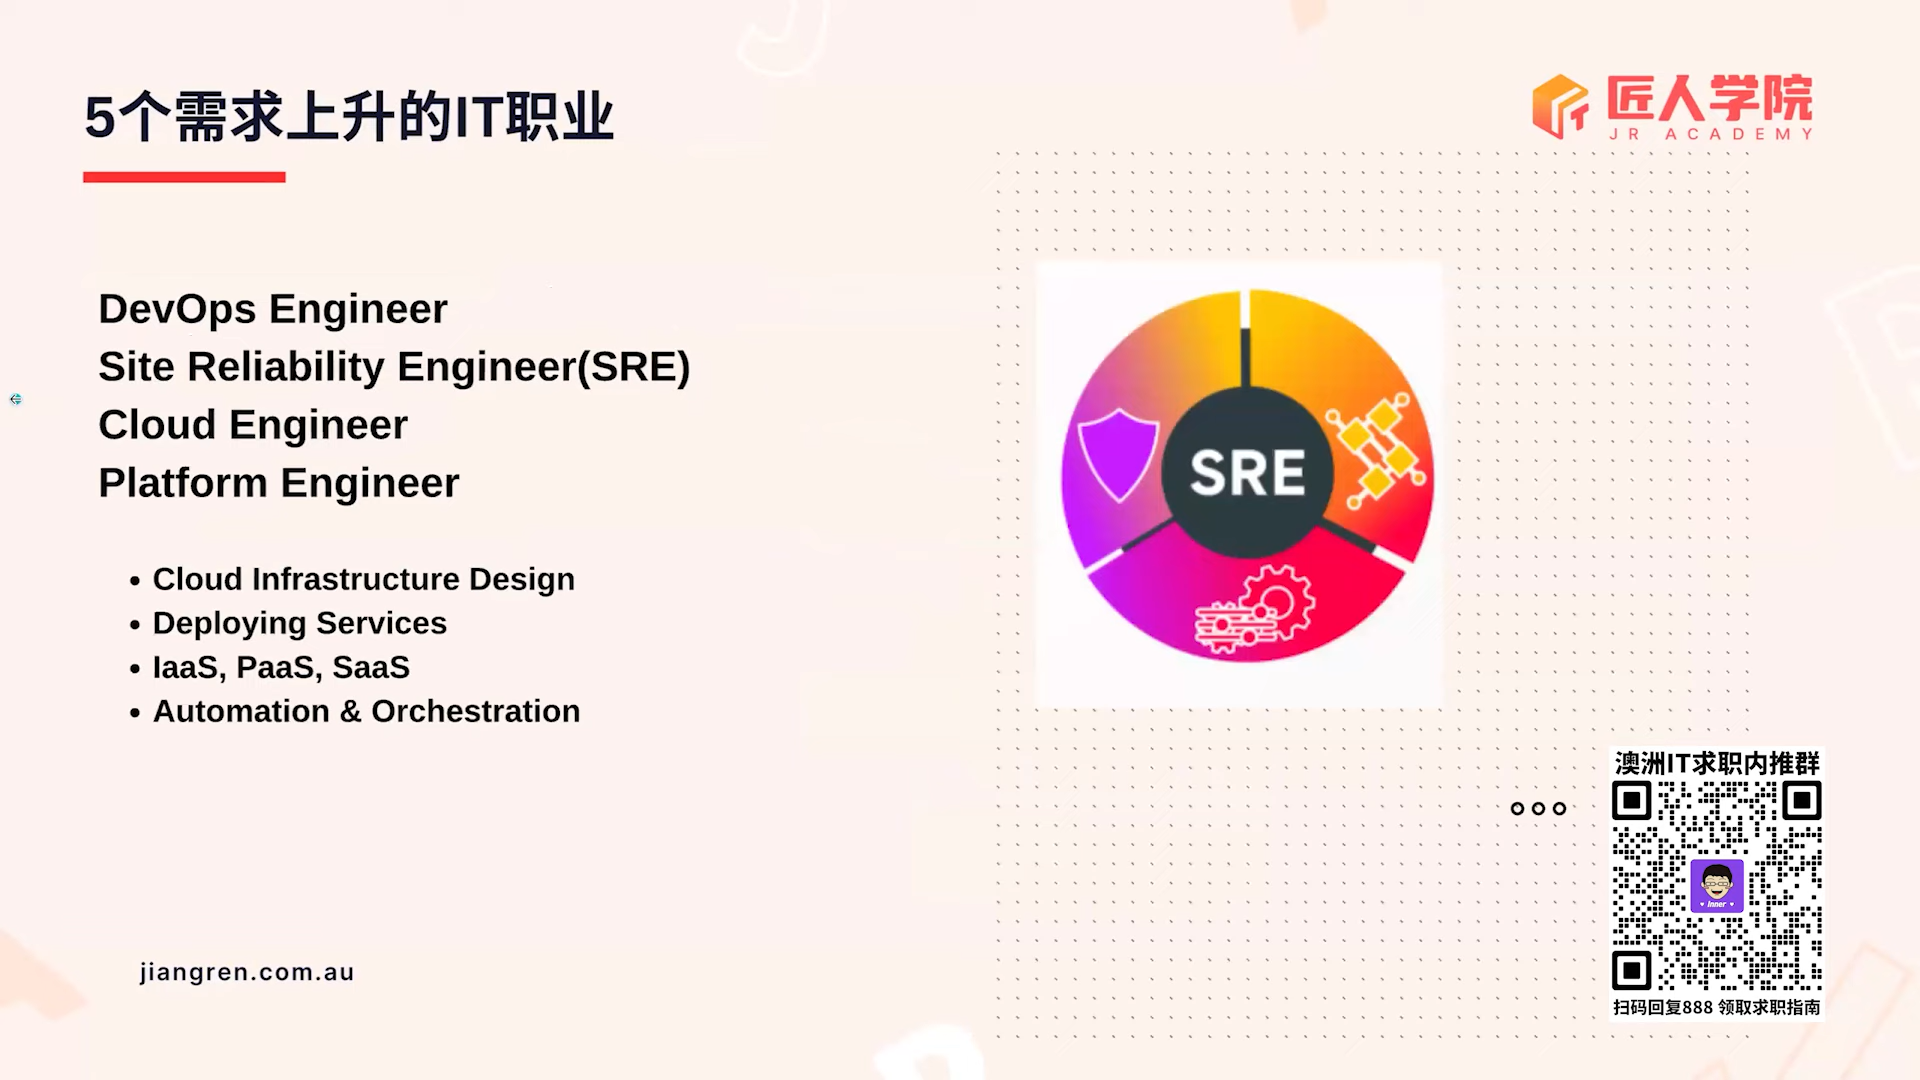 5个需求上升的IT职业
匠人学院
JR ACADEMY
DevOps Engineer
Site Reliability Engineer(SRE)
Cloud Engineer
Platform Engineer
• Cloud Infrastructure Design
• Deploying Services
• IaaS, PaaS, SaaS
• Automation & Orchestration
SRE
澳洲IT求职内推群
Inner
扫码回复888 领取求职指南
jiangren.com.au